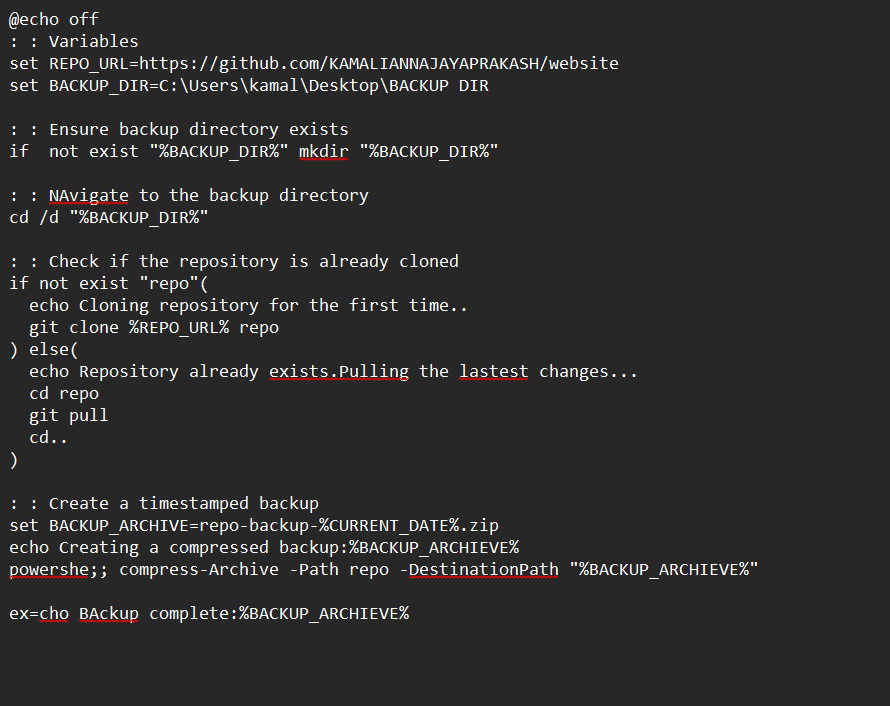 @echo off
: : Variables
set REPO_URL=https://github.com/KAMALIANNAJAYAPRAKASH/website
set BACKUP_DIR=C:\Users\kamal\Desktop\BACKUP DIR
: : Ensure backup directory exists
if  not exist "%BACKUP_DIR%" mkdir "%BACKUP_DIR%"
: : NAvigate to the backup directory
cd /d "%BACKUP_DIR%"
: : Check if the repository is already cloned
if not exist "repo"(
  echo Cloning repository for the first time..
  git clone %REPO_URL% repo
) else(
  echo Repository already exists.Pulling the lastest changes...
  cd repo
  git pull
  cd..
)
: : Create a timestamped backup
set BACKUP_ARCHIVE=repo-backup-%CURRENT_DATE%.zip
echo Creating a compressed backup:%BACKUP_ARCHIEVE%
powershe;; compress-Archive -Path repo -DestinationPath "%BACKUP_ARCHIEVE%"
ex=cho BAckup complete:%BACKUP_ARCHIEVE%